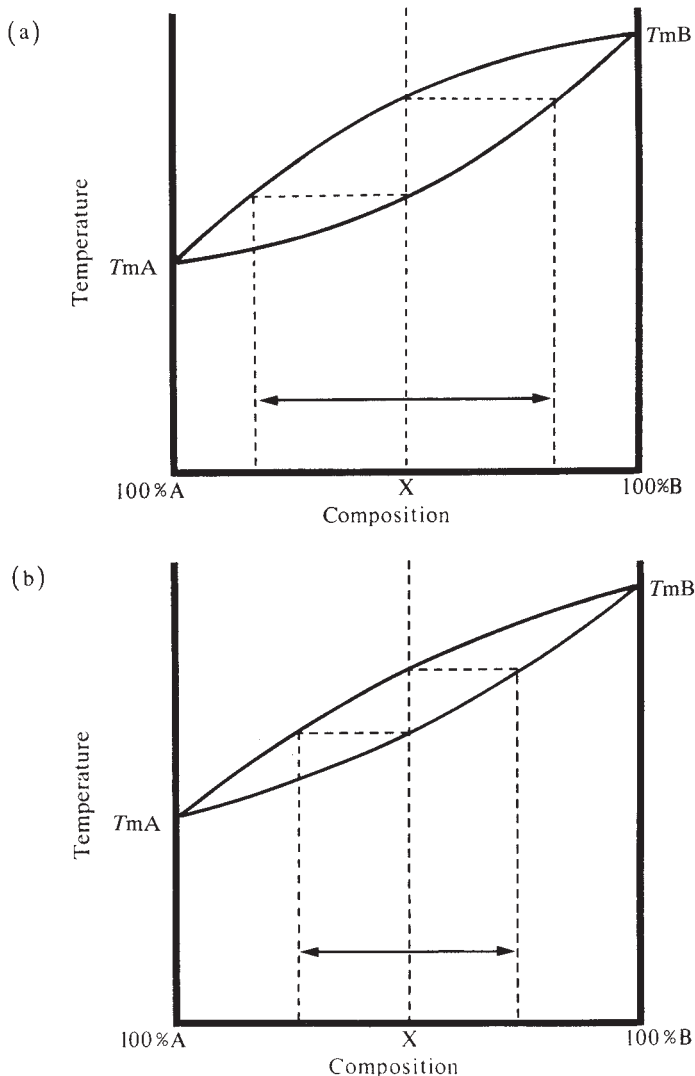 (a)
TmB
Temperature
TmA
100%A
X
100%B
Composition
(b)
TmB
Temperature
TmA
100%A
X
100%B
Composition